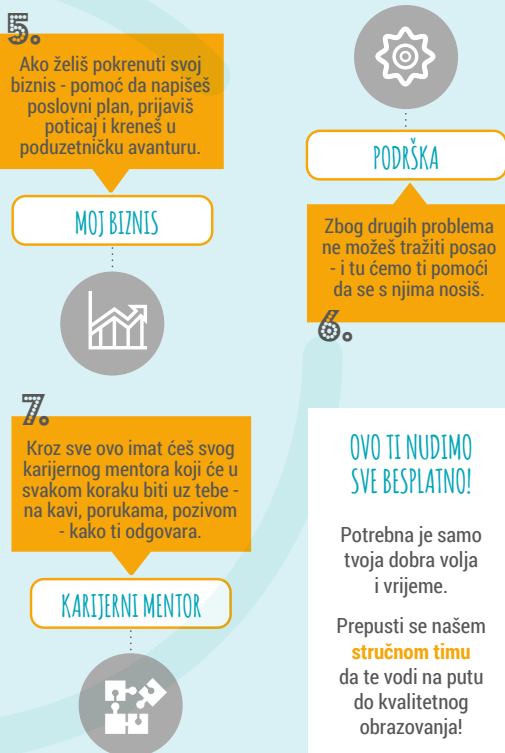 5.
Ako želiš pokrenuti svoj
biznis - pomoć da napišeš
poslovni plan, prijaviš
poticaj i kreneš u
poduzetničku avanturu.
MOJ BIZNIS
PODRŠKA
Zbog drugih problema
ne možeš tražiti posao
- i tu ćemo ti pomoći
da se s njima nosiš.
6.
7.
Kroz sve ovo imat ćeš svog
karijernog mentora koji će u
svakom koraku biti uz tebe -
na kavi, porukama, pozivom
- kako ti odgovara.
KARIJERNI MENTOR
OVO TI NUDIMO
SVE BESPLATNO!
Potrebna je samo
tvoja dobra volja
i vrijeme.
Prepusti se našem
stručnom timu
da te vodi na putu
do kvalitetnog
obrazovanja!